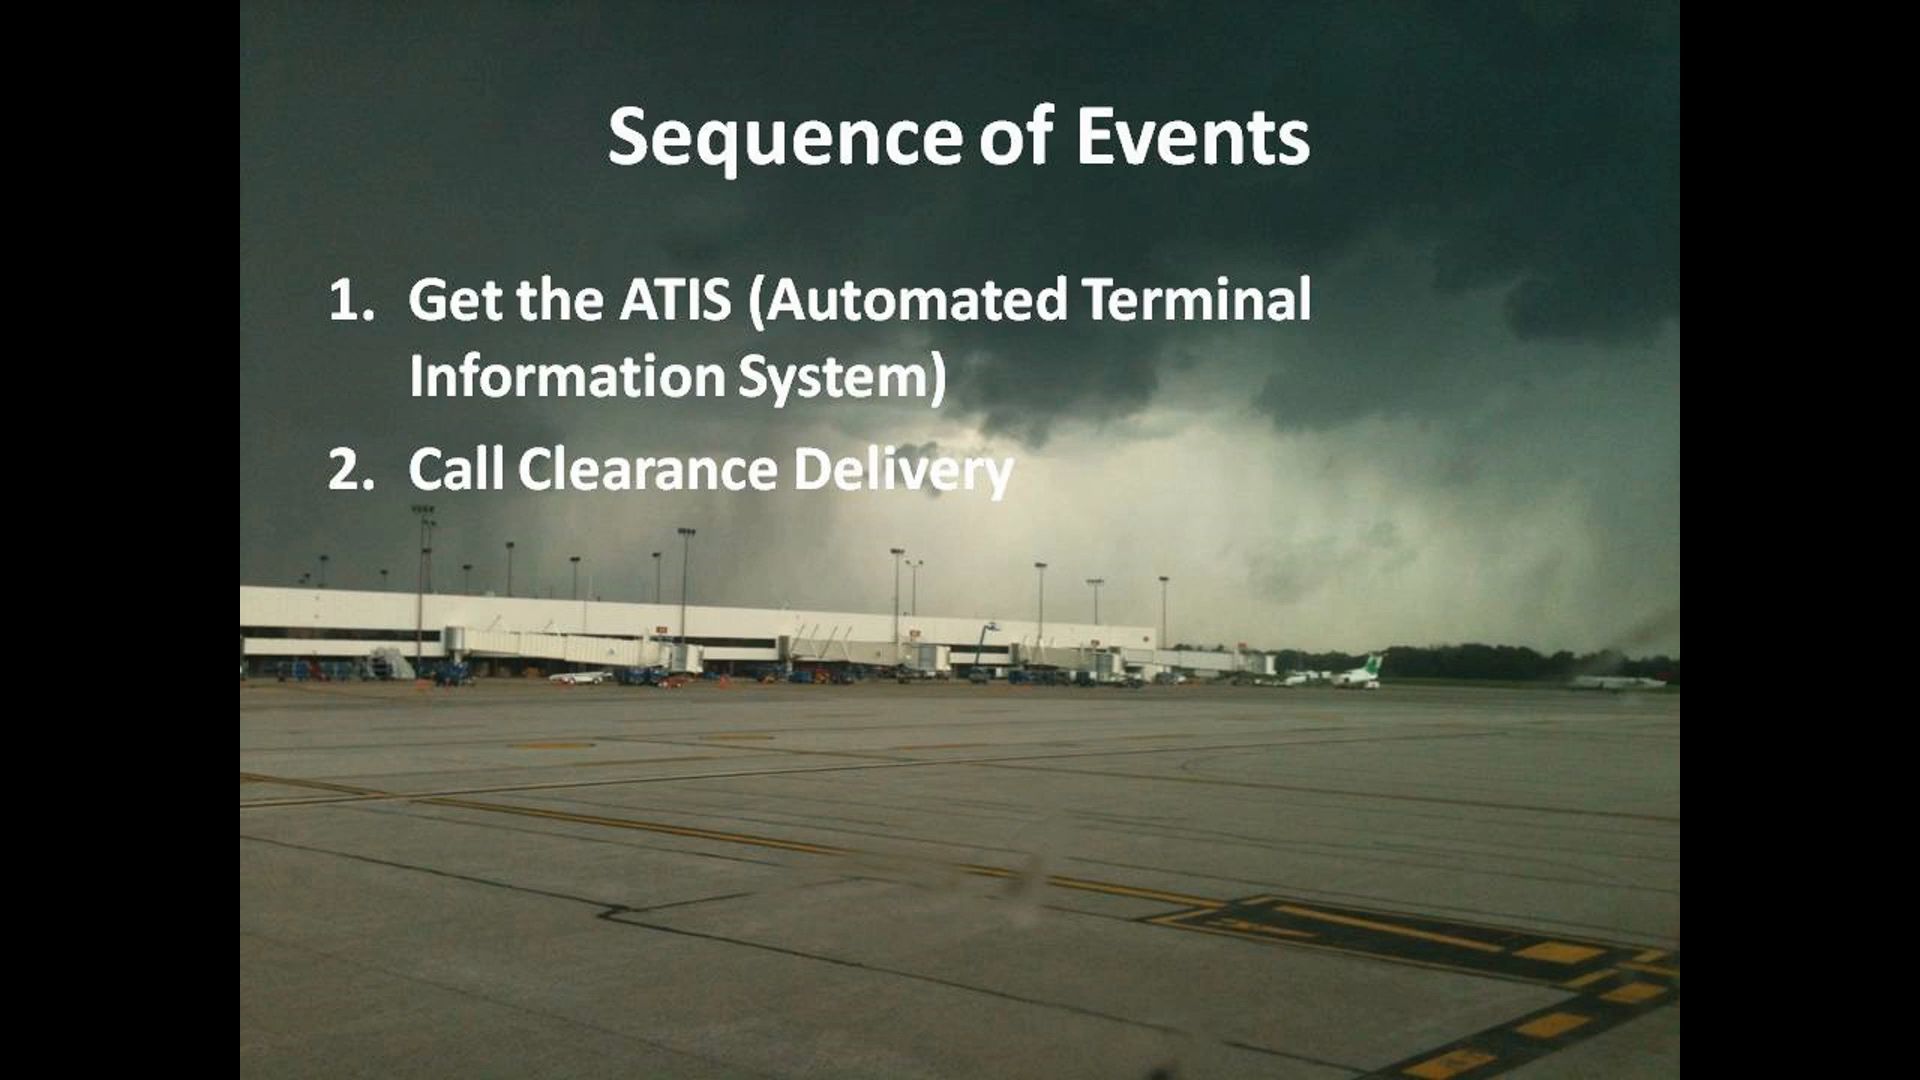 Sequence of Events
1. Get the ATIS (Automated Terminal
Information System)
2. Call Clearance Delivery